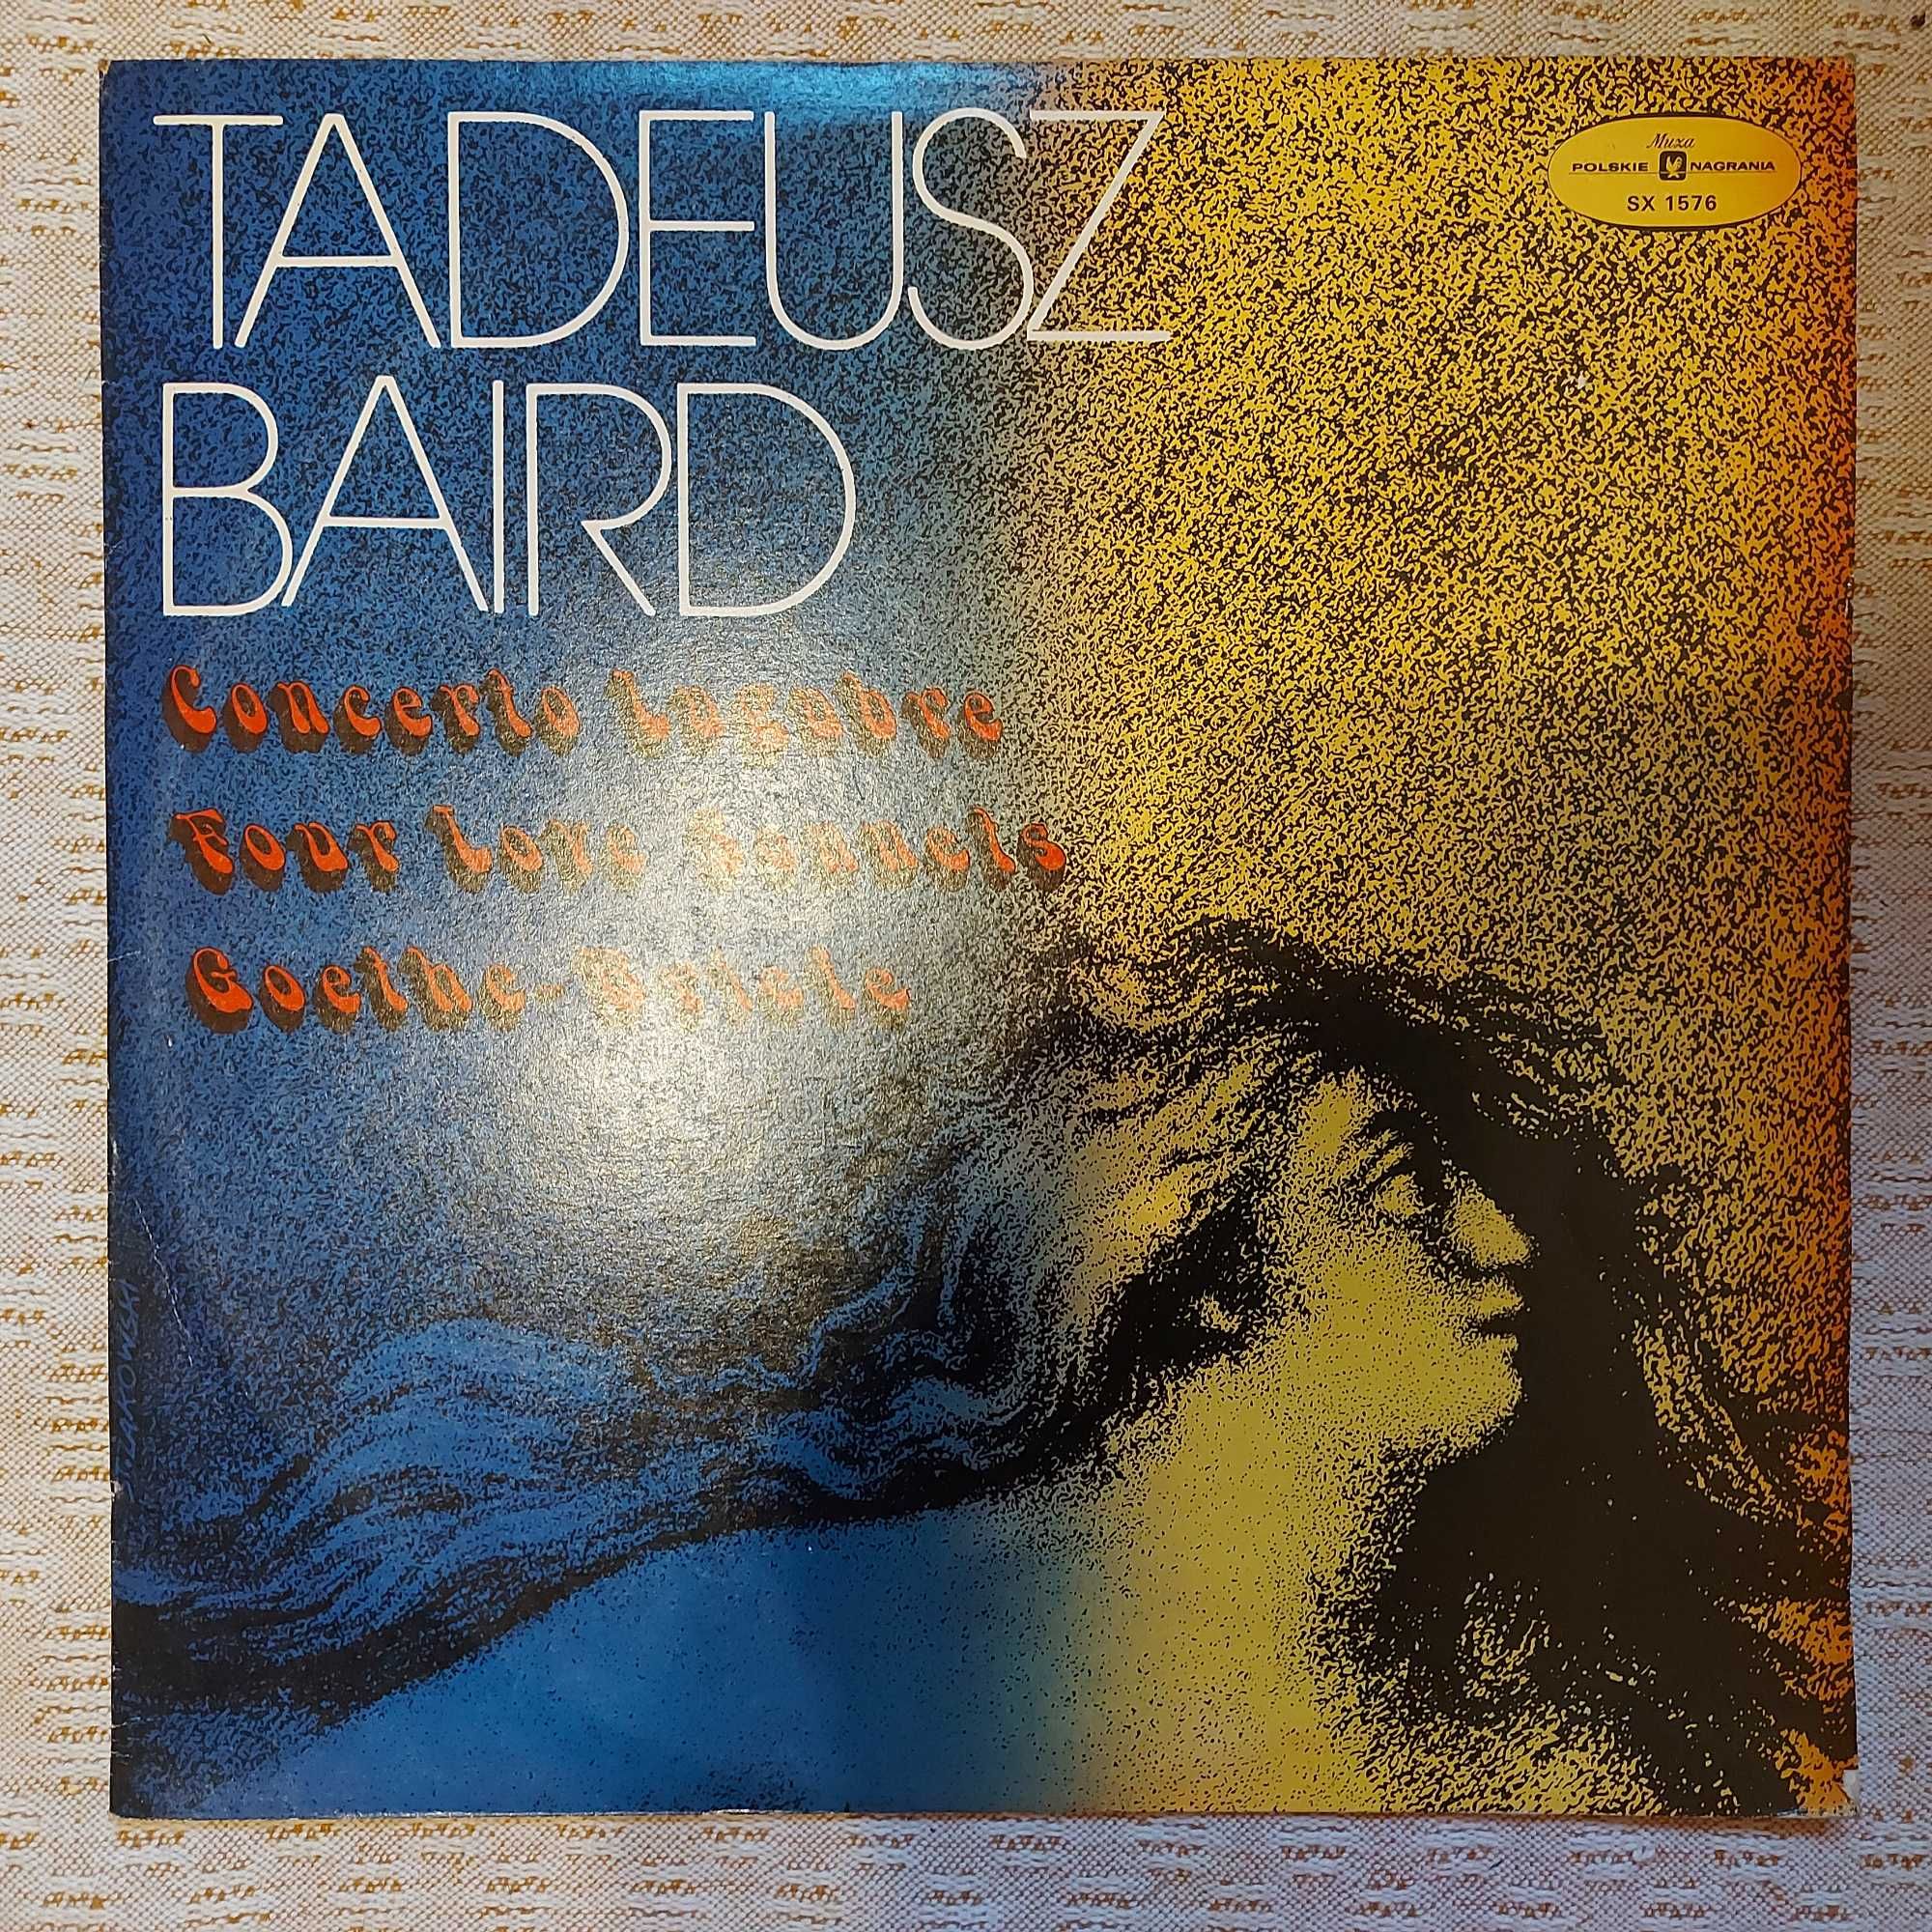 TADEUSZ
BAIRD
Muza
POLSKIE NAGRANIA
SX 1576
Concerto Lugubre
Four Love Sonnets
Goethe-Briefe